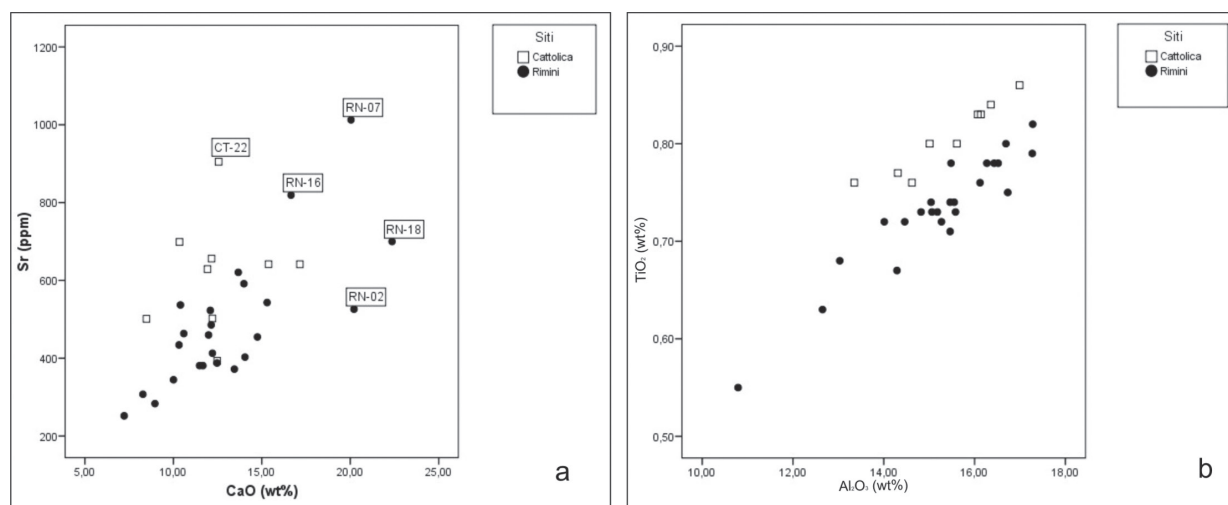 Siti
Cattolica
Rimini
1200
1000
800
600
400
200
Sr (ppm)
RN-07
CT-22
RN-16
RN-18
RN-02
5,00 10,00 15,00 20,00 25,00
CaO (wt%)
a
Siti
Cattolica
Rimini
0,90
0,80
0,70
0,60
0,50
TiO₂ (wt%)
10,00 12,00 14,00 16,00 18,00
Al₂O₃ (wt%)
b